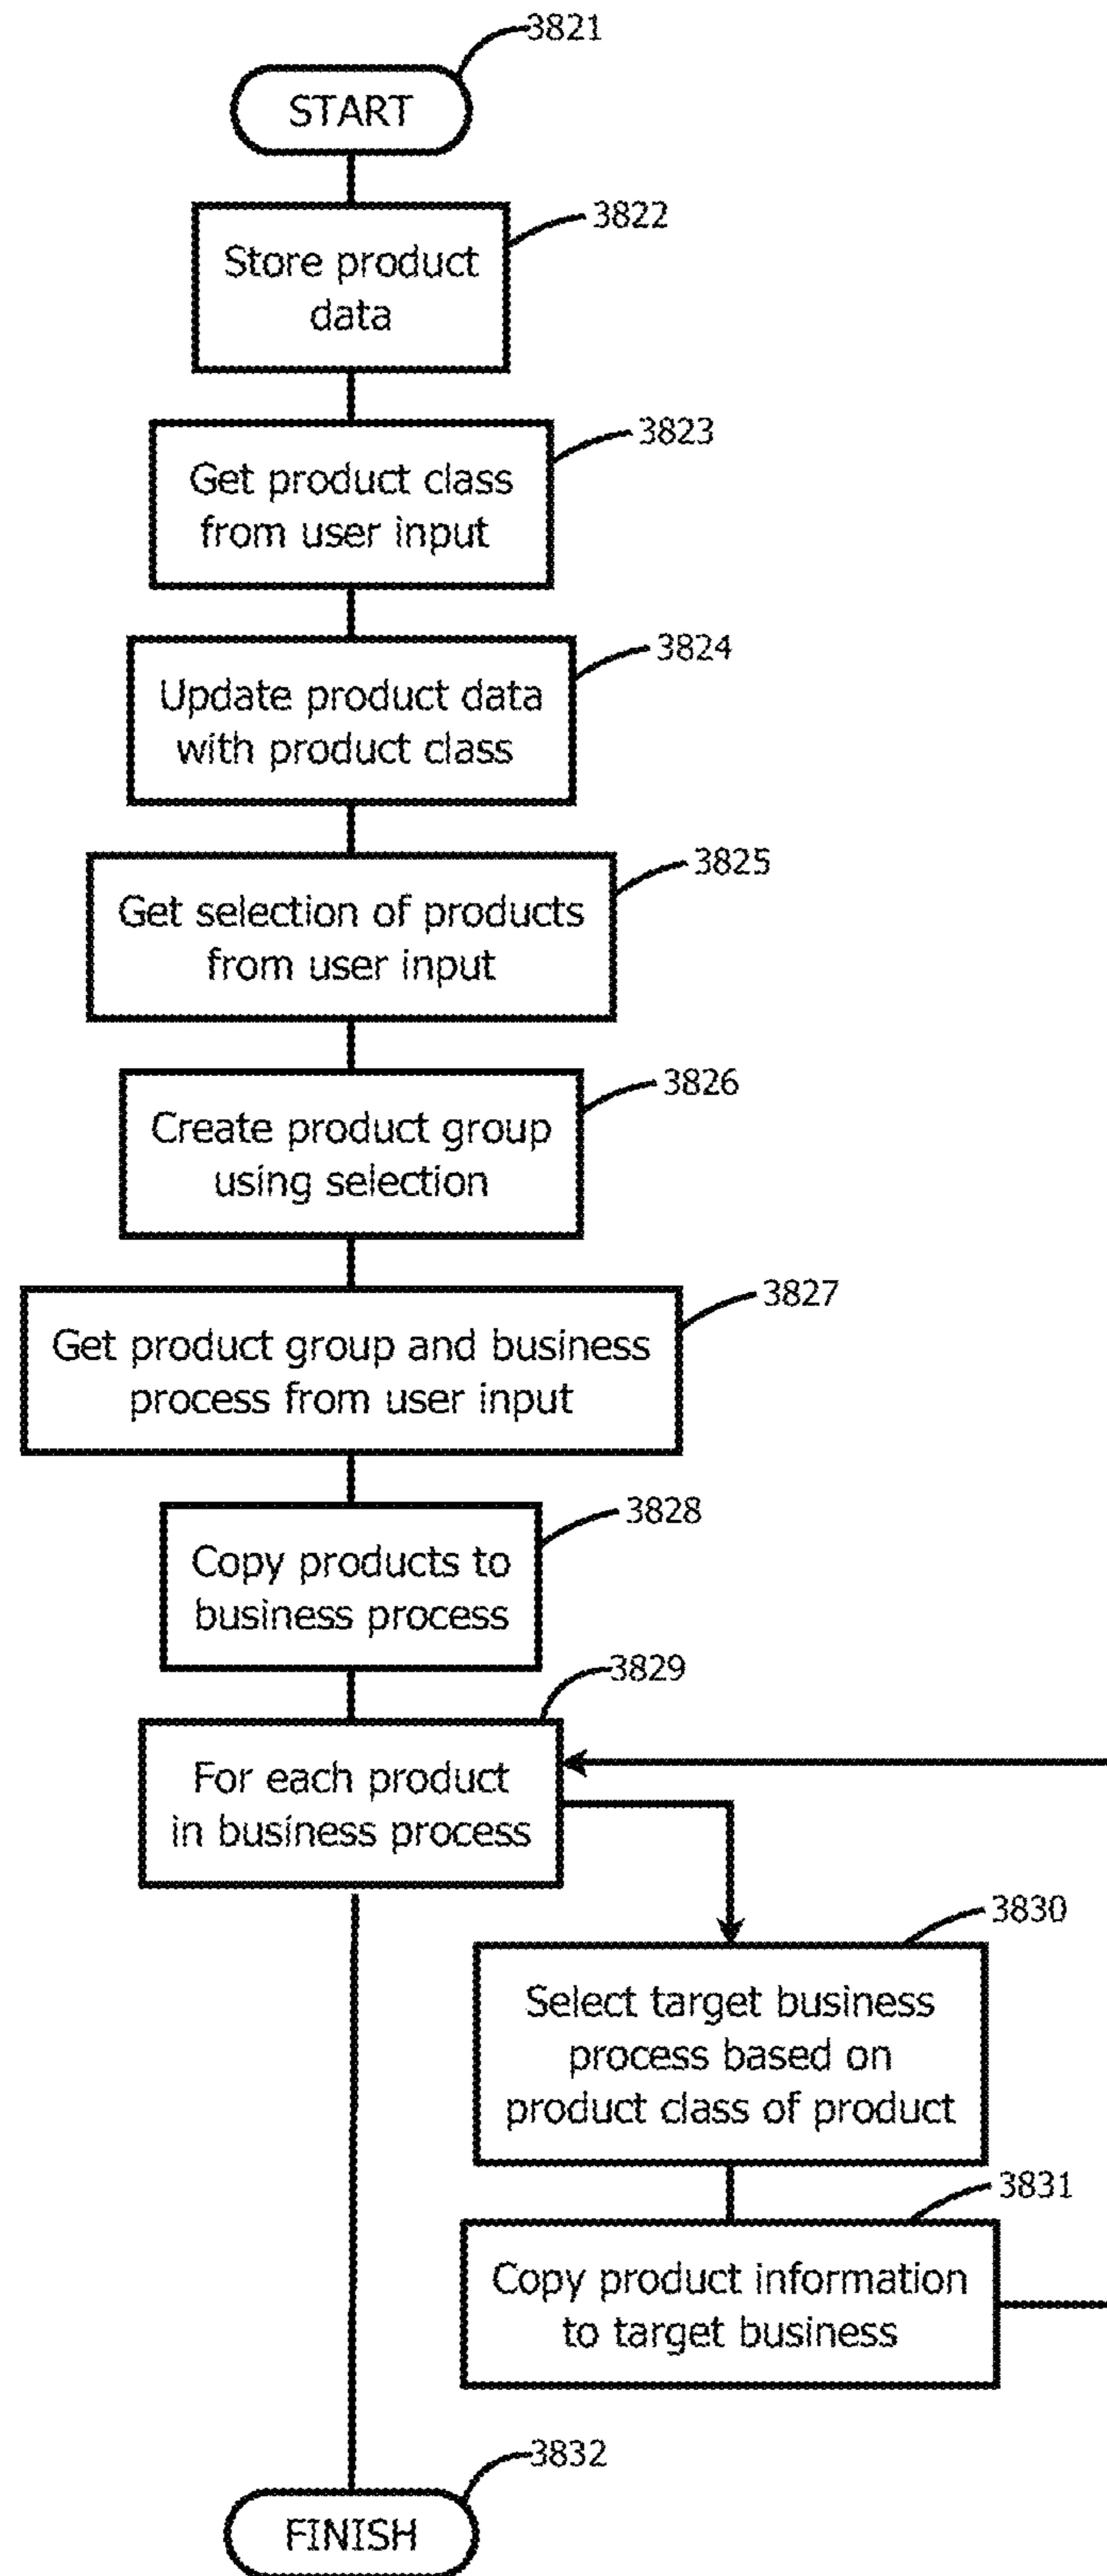 3821
START
3822
Store product
data
3823
Get product class
from user input
3824
Update product data
with product class
3825
Get selection of products
from user input
3826
Create product group
using selection
3827
Get product group and business
process from user input
3828
Copy products to
business process
3829
For each product
in business process
3830
Select target business
process based on
product class of product
3831
Copy product information
to target business
3832
FINISH